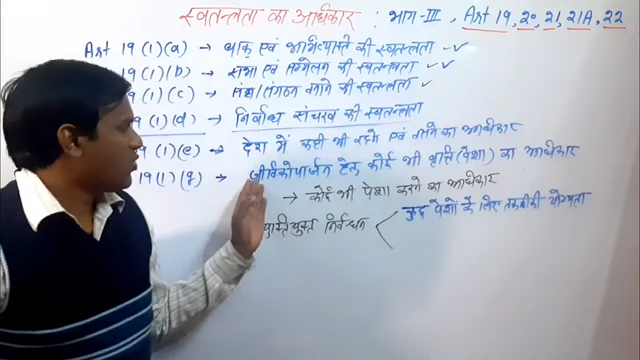 स्वतन्त्रता का अधिकार : भाग-III, Art 19, 20, 21, 21A, 22
Art 19(1)(a) → वाक् एवं अभिव्यक्ति की स्वतन्त्रता
19(1)(b) → सभा एवं सम्मेलन की स्वतन्त्रता
19(1)(c) → संघ/संगठन बनाने की स्वतन्त्रता
19(1)(d) → निर्बाध संचरण की स्वतन्त्रता
19(1)(e) → देश में कहीं भी रहने एवं बसने का अधिकार
19(1)(g) → जीविकोपार्जन हेतु कोई भी वृत्ति (पेशा) का अधिकार
→ कोई भी पेशा करने का अधिकार
निर्बन्धन
कुछ पेशों के लिए तकनीकी योग्यता